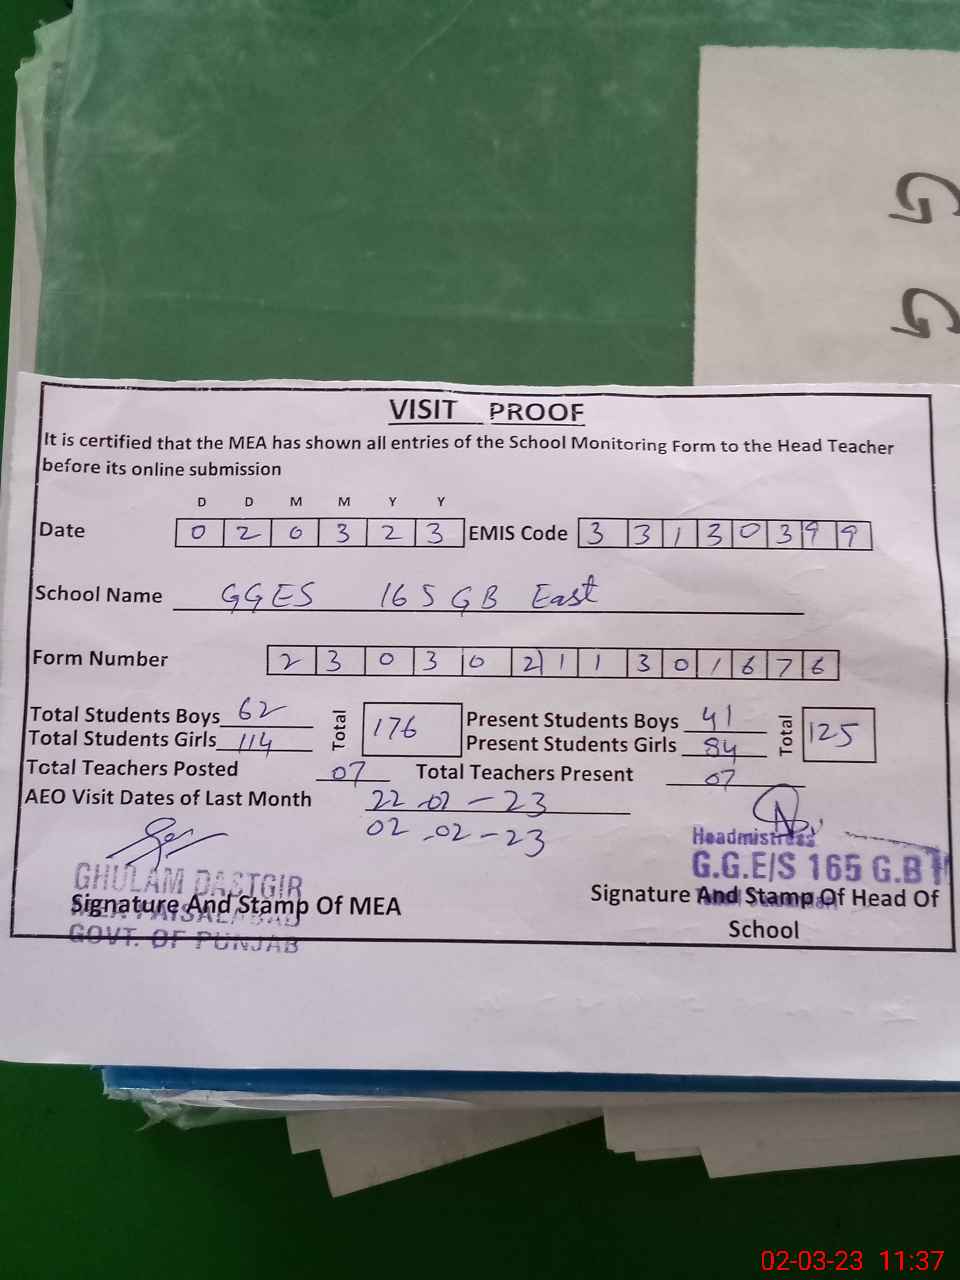 G
G
VISIT PROOF
It is certified that the MEA has shown all entries of the School Monitoring Form to the Head Teacher
before its online submission
D D M M Y Y
Date 0 2 0 3 2 3 EMIS Code 3 3 1 3 0 3 9 9
School Name GGES 165 GB East
Form Number 2 3 0 3 0 2 1 1 3 0 1 6 7 6
Total Students Boys 62 Total 176 Present Students Boys 41 Total 125
Total Students Girls 114 Present Students Girls 84
Total Teachers Posted 07 Total Teachers Present 07
AEO Visit Dates of Last Month 22-02-23
02-02-23
Headmistress
G.G.E/S 165 G.B
GHULAM DASTGIR
Signature And Stamp Of MEA
FAISALABAD
GOVT. OF PUNJAB
Signature And Stamp Of Head Of
School
02-03-23 11:37